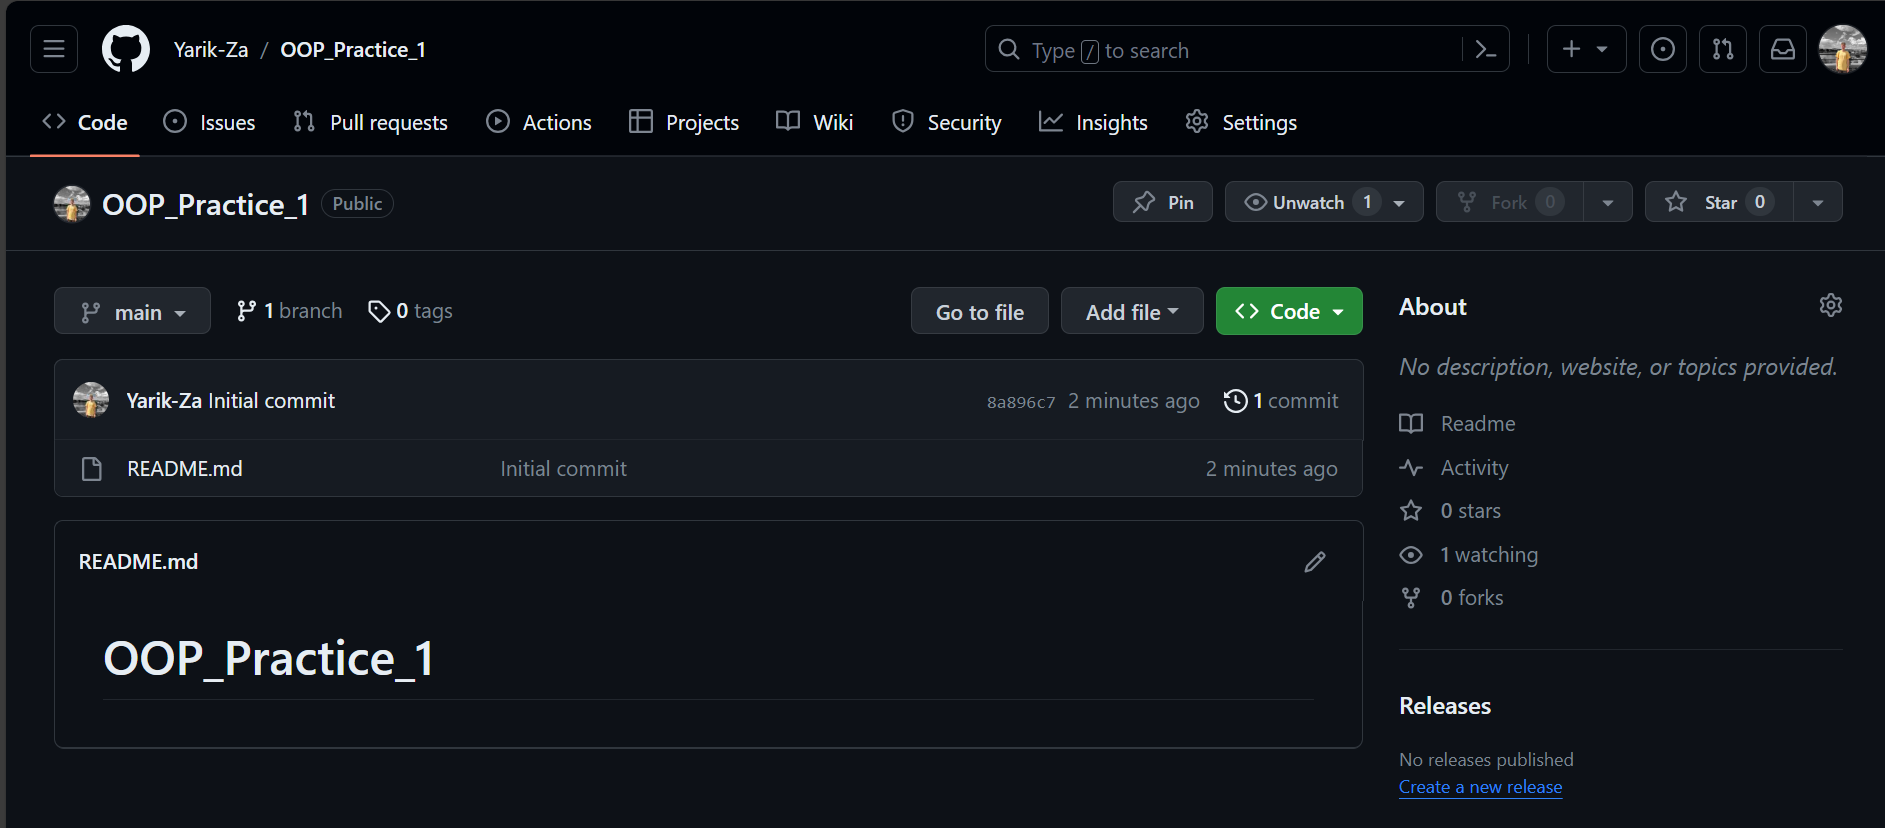 Yarik-Za / OOP_Practice_1
Type / to search
Code Issues Pull requests Actions Projects Wiki Security Insights Settings
OOP_Practice_1 Public
Pin Unwatch 1 Fork 0 Star 0
main 1 branch 0 tags Go to file Add file Code
Yarik-Za Initial commit 8a896c7 2 minutes ago 1 commit
README.md Initial commit 2 minutes ago
README.md
OOP_Practice_1
About
No description, website, or topics provided.
Readme
Activity
0 stars
1 watching
0 forks
Releases
No releases published
Create a new release